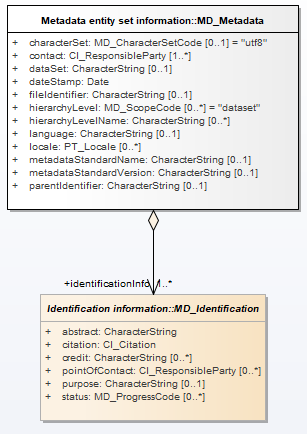 Metadata entity set information::MD_Metadata
+ characterSet: MD_CharacterSetCode [0..1] = "utf8"
+ contact: CI_ResponsibleParty [1..*]
+ dataSet: CharacterString [0..1]
+ dateStamp: Date
+ fileIdentifier: CharacterString [0..1]
+ hierarchyLevel: MD_ScopeCode [0..*] = "dataset"
+ hierarchyLevelName: CharacterString [0..*]
+ language: CharacterString [0..1]
+ locale: PT_Locale [0..*]
+ metadataStandardName: CharacterString [0..1]
+ metadataStandardVersion: CharacterString [0..1]
+ parentIdentifier: CharacterString [0..1]
+identificationInfo 1..*
Identification information::MD_Identification
+ abstract: CharacterString
+ citation: CI_Citation
+ credit: CharacterString [0..*]
+ pointOfContact: CI_ResponsibleParty [0..*]
+ purpose: CharacterString [0..1]
+ status: MD_ProgressCode [0..*]